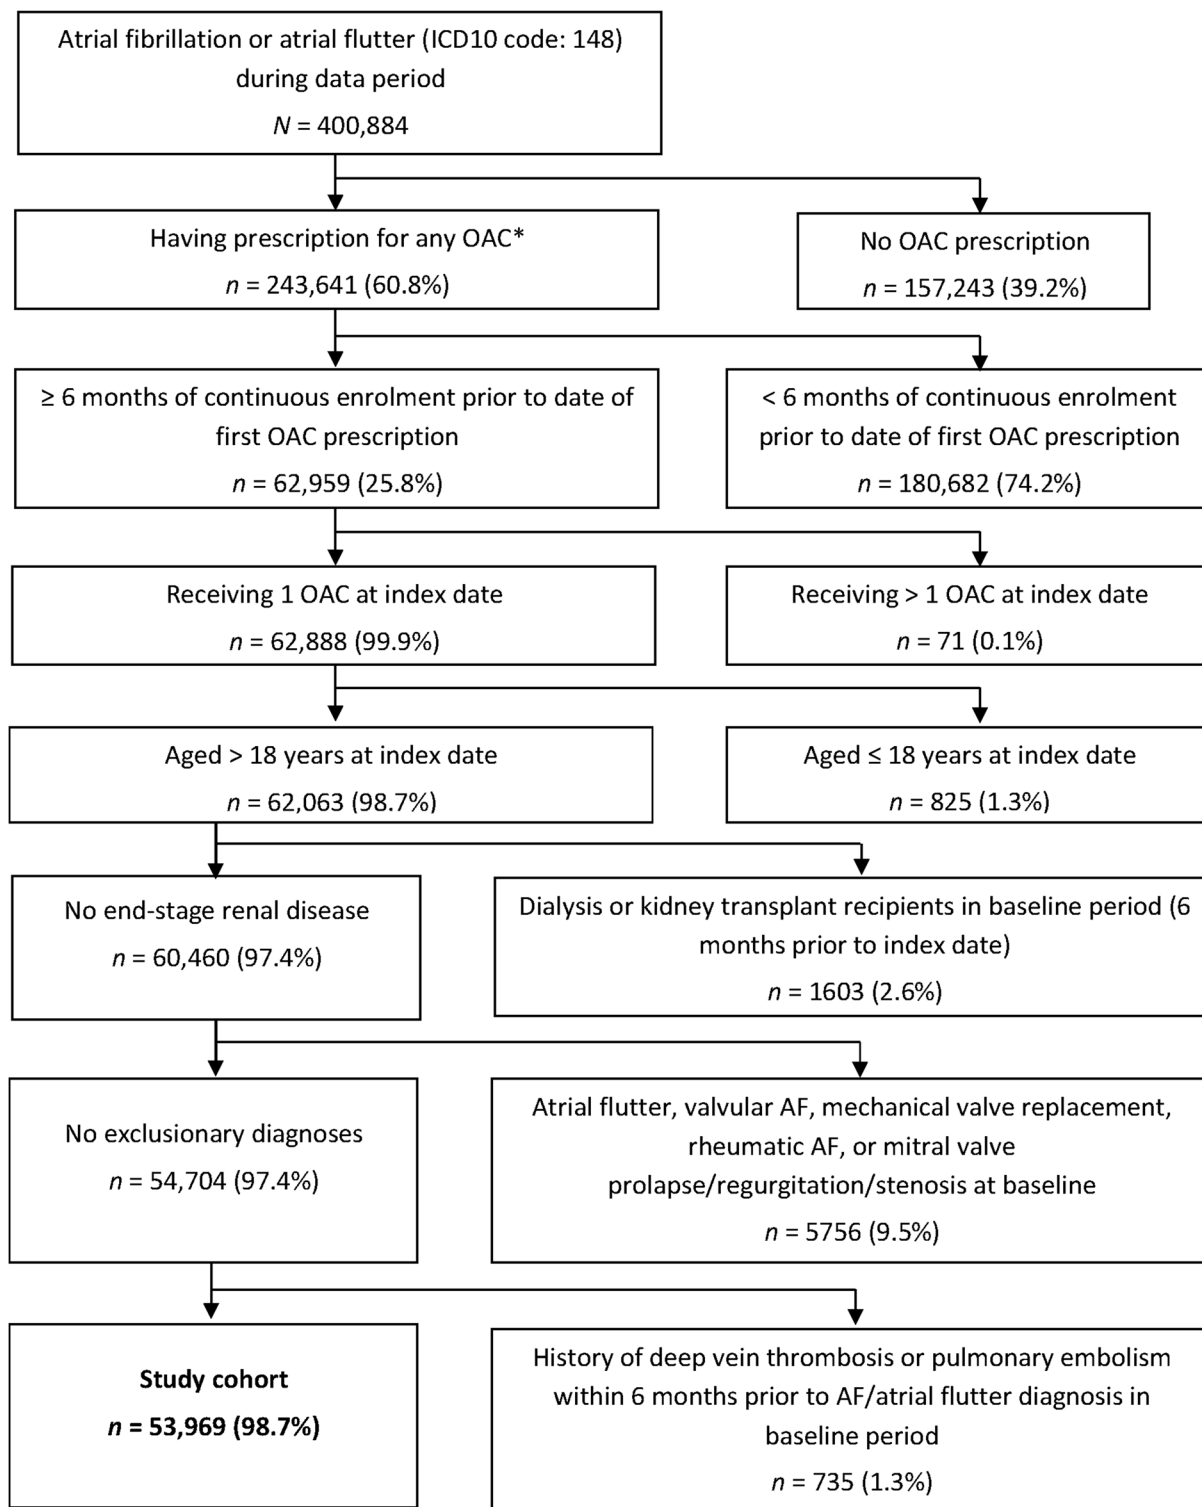 Atrial fibrillation or atrial flutter (ICD10 code: 148)
during data period
N = 400,884
Having prescription for any OAC*
n = 243,641 (60.8%)
No OAC prescription
n = 157,243 (39.2%)
≥ 6 months of continuous enrolment prior to date of
first OAC prescription
n = 62,959 (25.8%)
< 6 months of continuous enrolment
prior to date of first OAC prescription
n = 180,682 (74.2%)
Receiving 1 OAC at index date
n = 62,888 (99.9%)
Receiving > 1 OAC at index date
n = 71 (0.1%)
Aged > 18 years at index date
n = 62,063 (98.7%)
Aged ≤ 18 years at index date
n = 825 (1.3%)
No end-stage renal disease
n = 60,460 (97.4%)
Dialysis or kidney transplant recipients in baseline period (6
months prior to index date)
n = 1603 (2.6%)
No exclusionary diagnoses
n = 54,704 (97.4%)
Atrial flutter, valvular AF, mechanical valve replacement,
rheumatic AF, or mitral valve
prolapse/regurgitation/stenosis at baseline
n = 5756 (9.5%)
Study cohort
n = 53,969 (98.7%)
History of deep vein thrombosis or pulmonary embolism
within 6 months prior to AF/atrial flutter diagnosis in
baseline period
n = 735 (1.3%)